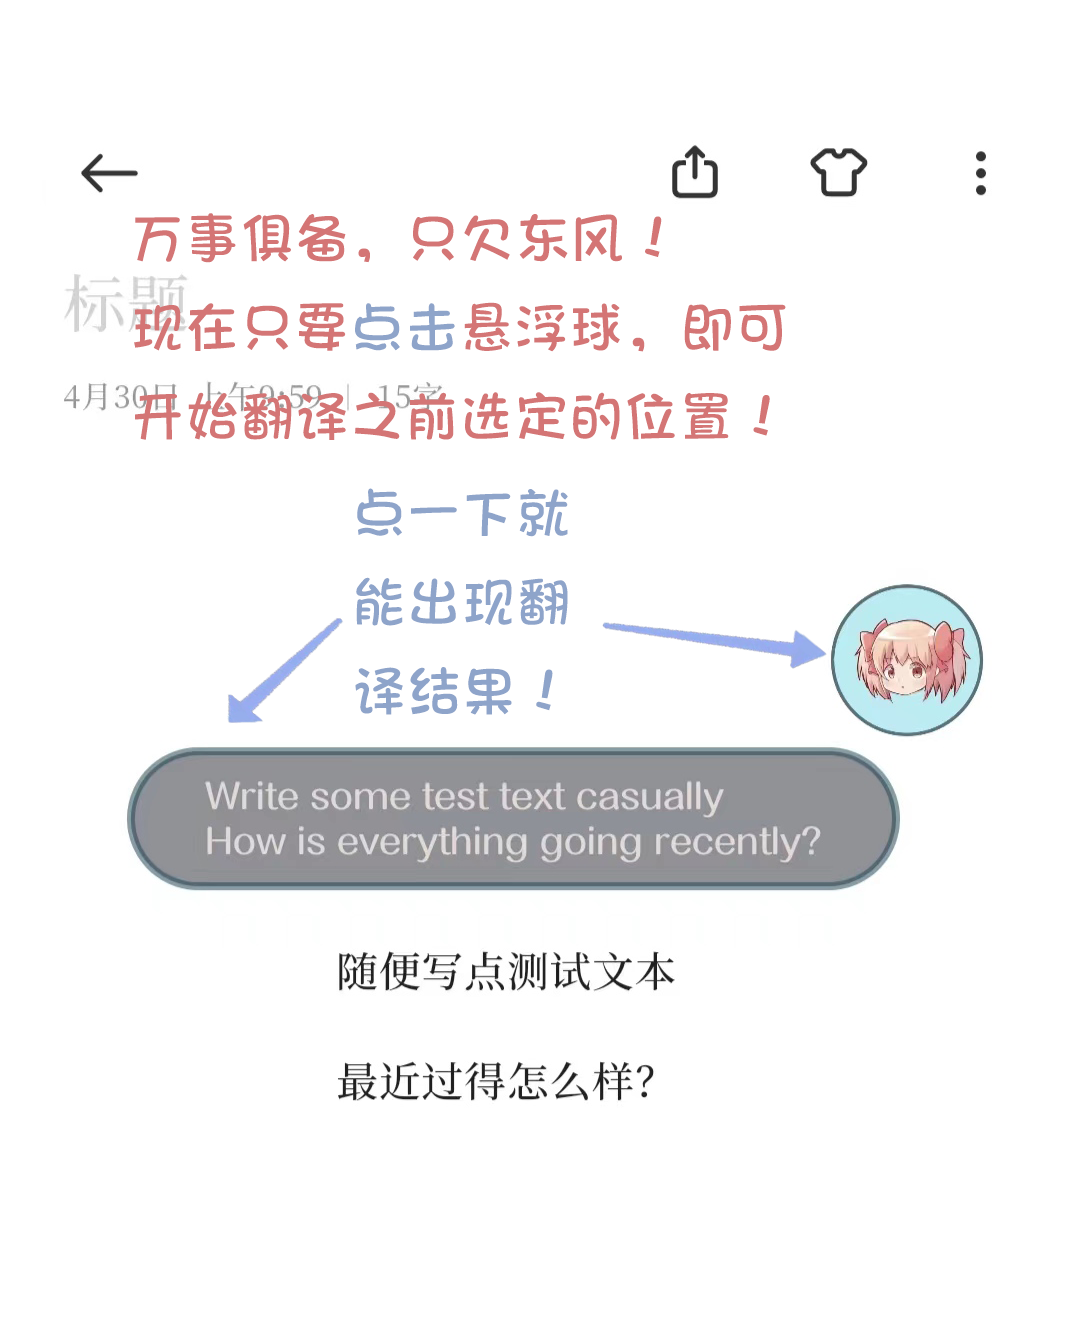 万事俱备，只欠东风！
标题
现在只要点击悬浮球，即可
4月30日 上午9:59 | 15字
开始翻译之前选定的位置！
点一下就
能出现翻
译结果！
Write some test text casually
How is everything going recently?
随便写点测试文本
最近过得怎么样？